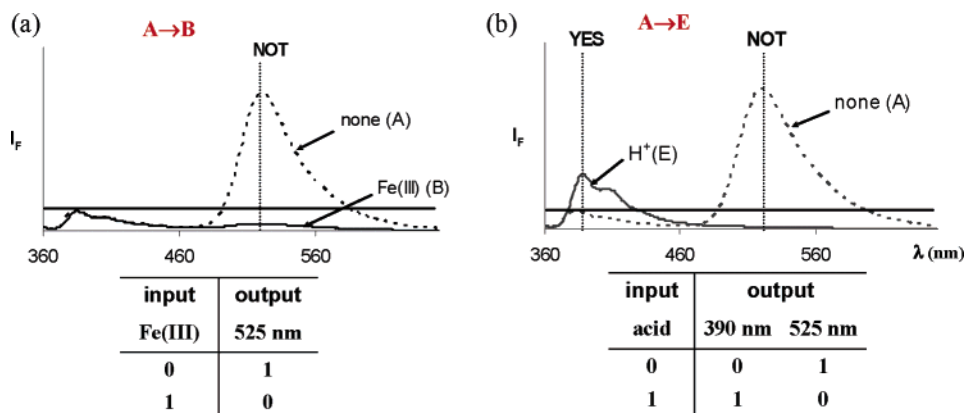 (a)
A→B
NOT
none (A)
I_F
Fe(III) (B)
360 460 560
input output
Fe(III) 525 nm
0 1
1 0
(b)
A→E
YES NOT
none (A)
I_F
H⁺(E)
360 460 560 λ (nm)
input output
acid 390 nm 525 nm
0 0 1
1 1 0